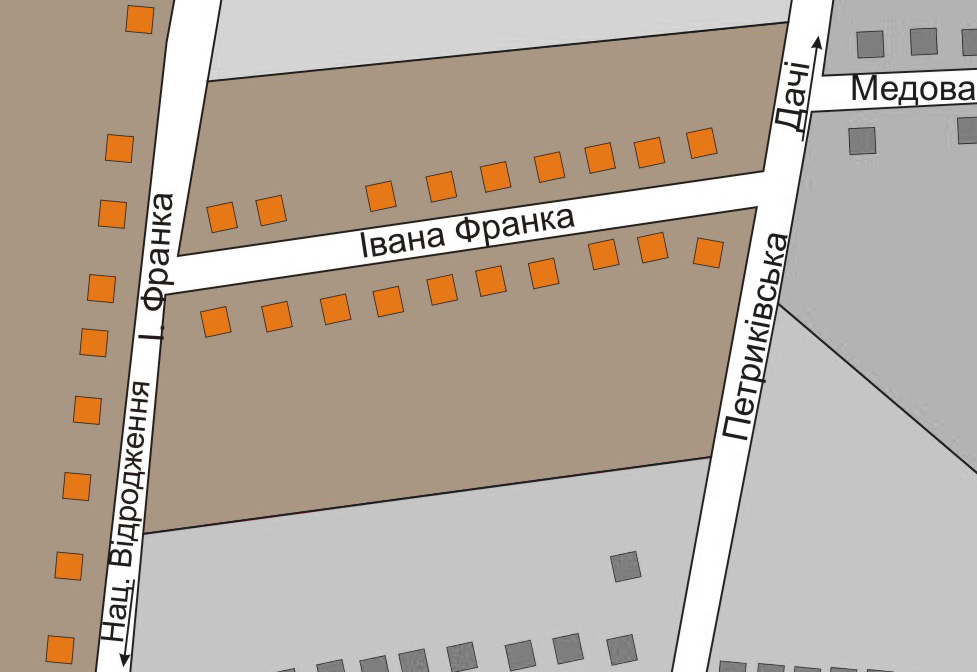 Дачі
Медова
І. Франка
Івана Франка
Петриківська
Нац. Відродження